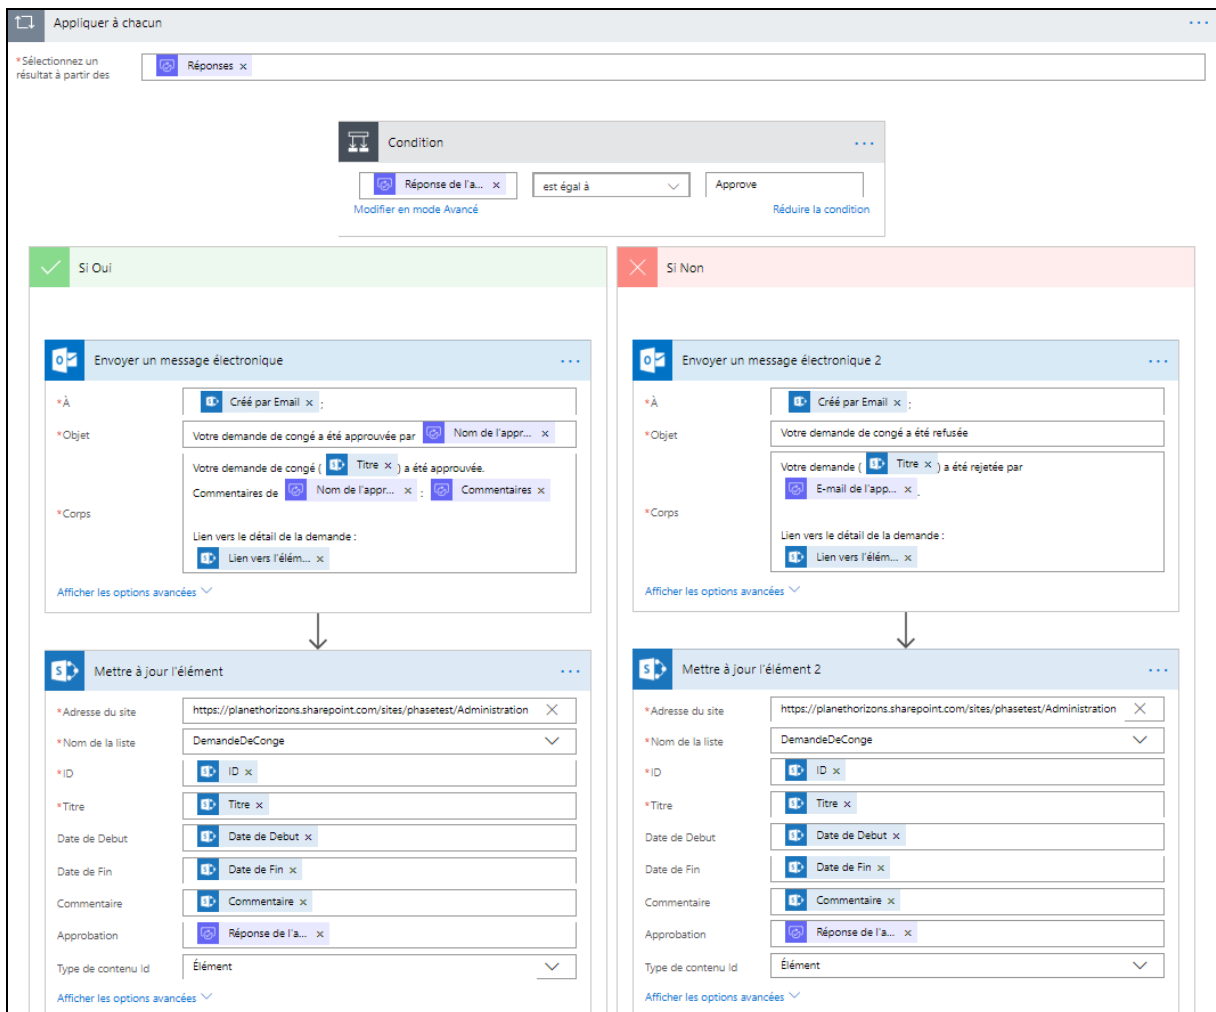 Appliquer à chacun
*Sélectionnez un
résultat à partir des
Réponses ×
Condition
Réponse de l'a... ×
est égal à
Approve
Modifier en mode Avancé
Réduire la condition
Si Oui
Envoyer un message électronique
*À
Créé par Email × ;
*Objet
Votre demande de congé a été approuvée par Nom de l'appr... ×
*Corps
Votre demande de congé ( Titre × ) a été approuvée.
Commentaires de Nom de l'appr... × : Commentaires ×
Lien vers le détail de la demande :
Lien vers l'élém... ×
Afficher les options avancées
Mettre à jour l'élément
*Adresse du site
https://planethorizons.sharepoint.com/sites/phasetest/Administration
*Nom de la liste
DemandeDeConge
*ID
ID ×
*Titre
Titre ×
Date de Debut
Date de Debut ×
Date de Fin
Date de Fin ×
Commentaire
Commentaire ×
Approbation
Réponse de l'a... ×
Type de contenu Id
Élément
Afficher les options avancées
Si Non
Envoyer un message électronique 2
*À
Créé par Email × ;
*Objet
Votre demande de congé a été refusée
*Corps
Votre demande ( Titre × ) a été rejetée par
E-mail de l'app... × .
Lien vers le détail de la demande :
Lien vers l'élém... ×
Afficher les options avancées
Mettre à jour l'élément 2
*Adresse du site
https://planethorizons.sharepoint.com/sites/phasetest/Administration
*Nom de la liste
DemandeDeConge
*ID
ID ×
*Titre
Titre ×
Date de Debut
Date de Debut ×
Date de Fin
Date de Fin ×
Commentaire
Commentaire ×
Approbation
Réponse de l'a... ×
Type de contenu Id
Élément
Afficher les options avancées